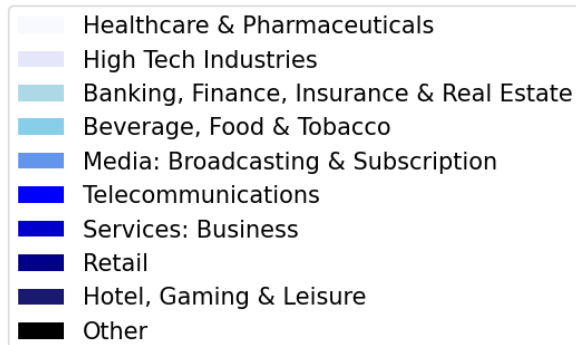 Healthcare & Pharmaceuticals
High Tech Industries
Banking, Finance, Insurance & Real Estate
Beverage, Food & Tobacco
Media: Broadcasting & Subscription
Telecommunications
Services: Business
Retail
Hotel, Gaming & Leisure
Other